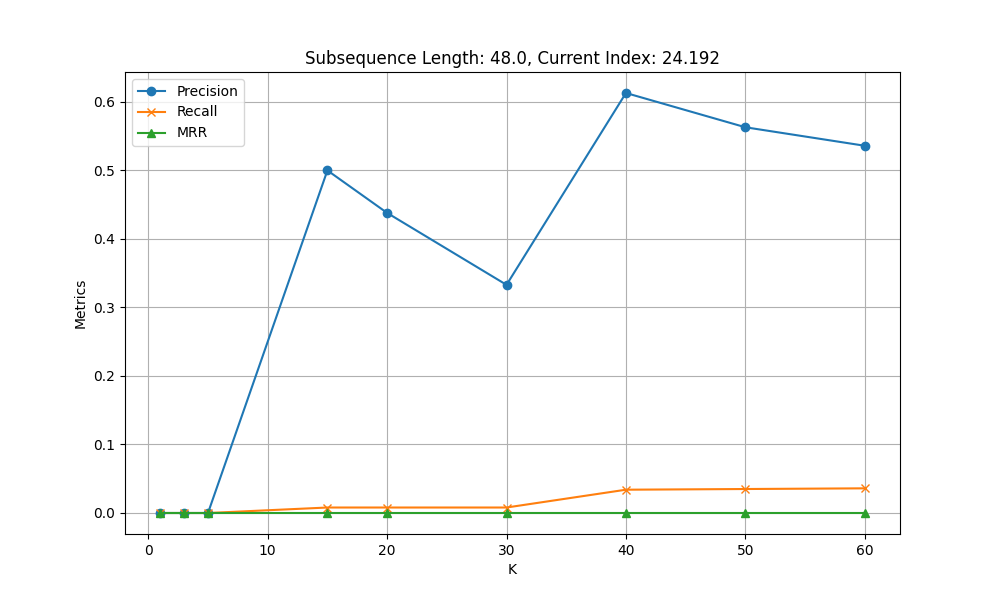 Subsequence Length: 48.0, Current Index: 24.192
Precision
Recall
MRR
0.6
0.5
0.4
0.3
0.2
0.1
0.0
Metrics
0 10 20 30 40 50 60
K